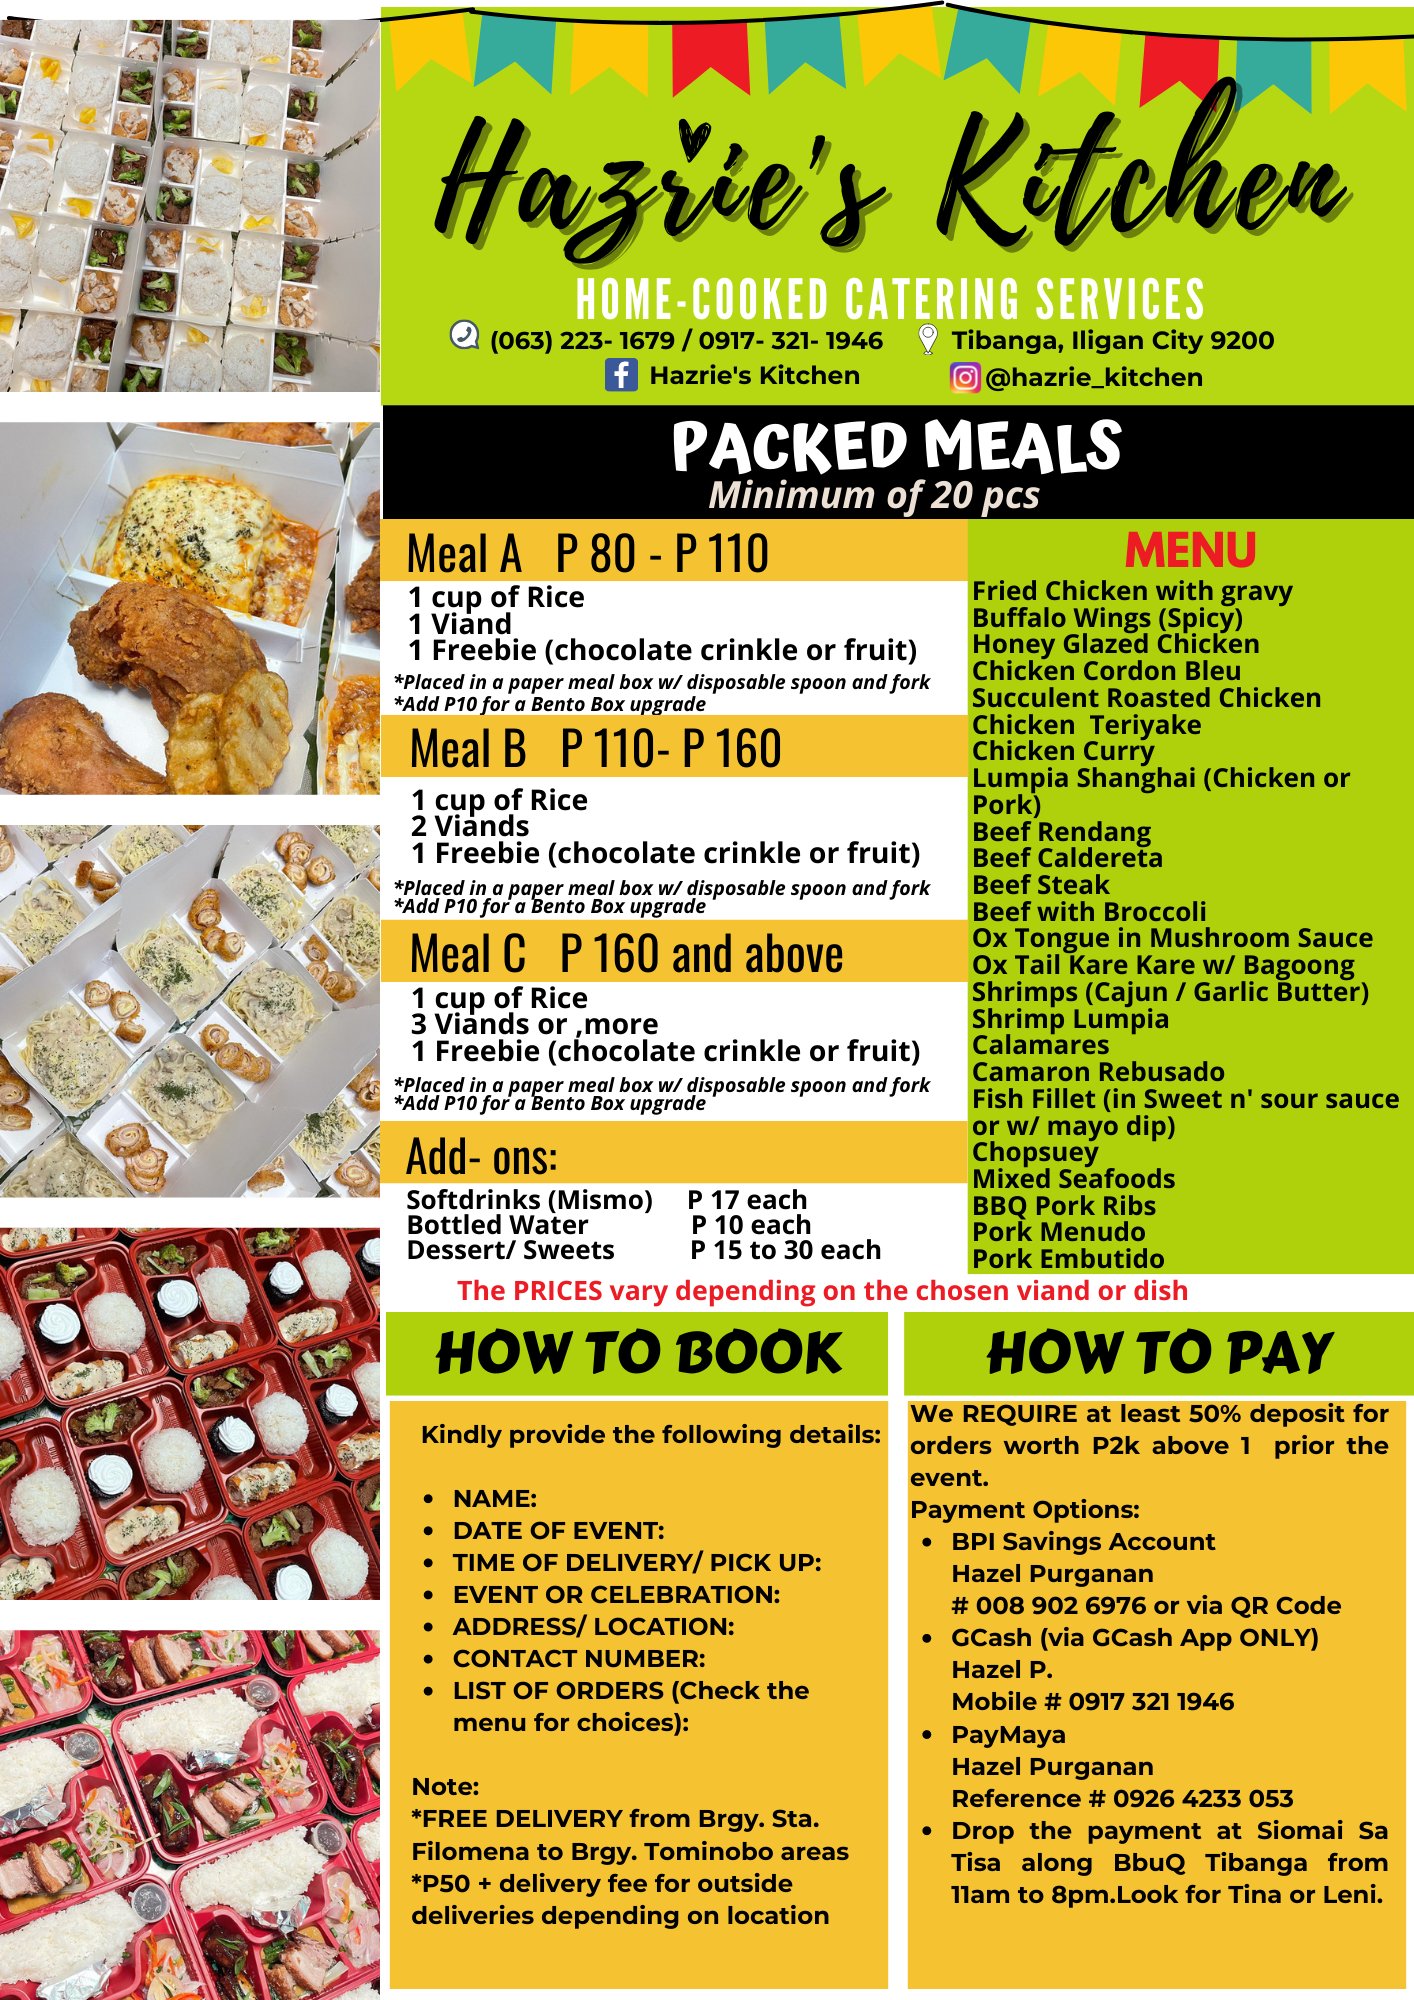 Hazrie's Kitchen
HOME-COOKED CATERING SERVICES
(063) 223- 1679 / 0917- 321- 1946
Tibanga, Iligan City 9200
Hazrie's Kitchen
@hazrie_kitchen
PACKED MEALS
Minimum of 20 pcs
Meal A P 80 - P 110
1 cup of Rice
1 Viand
1 Freebie (chocolate crinkle or fruit)
*Placed in a paper meal box w/ disposable spoon and fork
*Add P10 for a Bento Box upgrade
Meal B P 110- P 160
1 cup of Rice
2 Viands
1 Freebie (chocolate crinkle or fruit)
*Placed in a paper meal box w/ disposable spoon and fork
*Add P10 for a Bento Box upgrade
Meal C P 160 and above
1 cup of Rice
3 Viands or ,more
1 Freebie (chocolate crinkle or fruit)
*Placed in a paper meal box w/ disposable spoon and fork
*Add P10 for a Bento Box upgrade
Add- ons:
Softdrinks (Mismo) P 17 each
Bottled Water P 10 each
Dessert/ Sweets P 15 to 30 each
MENU
Fried Chicken with gravy
Buffalo Wings (Spicy)
Honey Glazed Chicken
Chicken Cordon Bleu
Succulent Roasted Chicken
Chicken Teriyake
Chicken Curry
Lumpia Shanghai (Chicken or
Pork)
Beef Rendang
Beef Caldereta
Beef Steak
Beef with Broccoli
Ox Tongue in Mushroom Sauce
Ox Tail Kare Kare w/ Bagoong
Shrimps (Cajun / Garlic Butter)
Shrimp Lumpia
Calamares
Camaron Rebusado
Fish Fillet (in Sweet n' sour sauce
or w/ mayo dip)
Chopsuey
Mixed Seafoods
BBQ Pork Ribs
Pork Menudo
Pork Embutido
The PRICES vary depending on the chosen viand or dish
HOW TO BOOK
Kindly provide the following details:
• NAME:
• DATE OF EVENT:
• TIME OF DELIVERY/ PICK UP:
• EVENT OR CELEBRATION:
• ADDRESS/ LOCATION:
• CONTACT NUMBER:
• LIST OF ORDERS (Check the
menu for choices):
Note:
*FREE DELIVERY from Brgy. Sta.
Filomena to Brgy. Tominobo areas
*P50 + delivery fee for outside
deliveries depending on location
HOW TO PAY
We REQUIRE at least 50% deposit for
orders worth P2k above 1 prior the
event.
Payment Options:
• BPI Savings Account
Hazel Purganan
# 008 902 6976 or via QR Code
• GCash (via GCash App ONLY)
Hazel P.
Mobile # 0917 321 1946
• PayMaya
Hazel Purganan
Reference # 0926 4233 053
• Drop the payment at Siomai Sa
Tisa along BbuQ Tibanga from
11am to 8pm.Look for Tina or Leni.